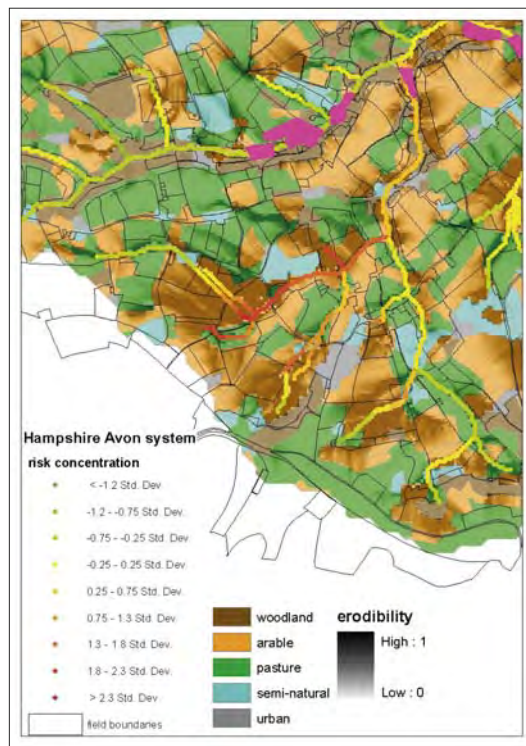 Hampshire Avon system
risk concentration
< -1.2 Std. Dev.
-1.2 - -0.75 Std. Dev.
-0.75 - -0.25 Std. Dev.
-0.25 - 0.25 Std. Dev.
0.25 - 0.75 Std. Dev.
0.75 - 1.3 Std. Dev.
1.3 - 1.8 Std. Dev.
1.8 - 2.3 Std. Dev.
> 2.3 Std. Dev.
field boundaries
woodland
arable
pasture
semi-natural
urban
erodibility
High : 1
Low : 0